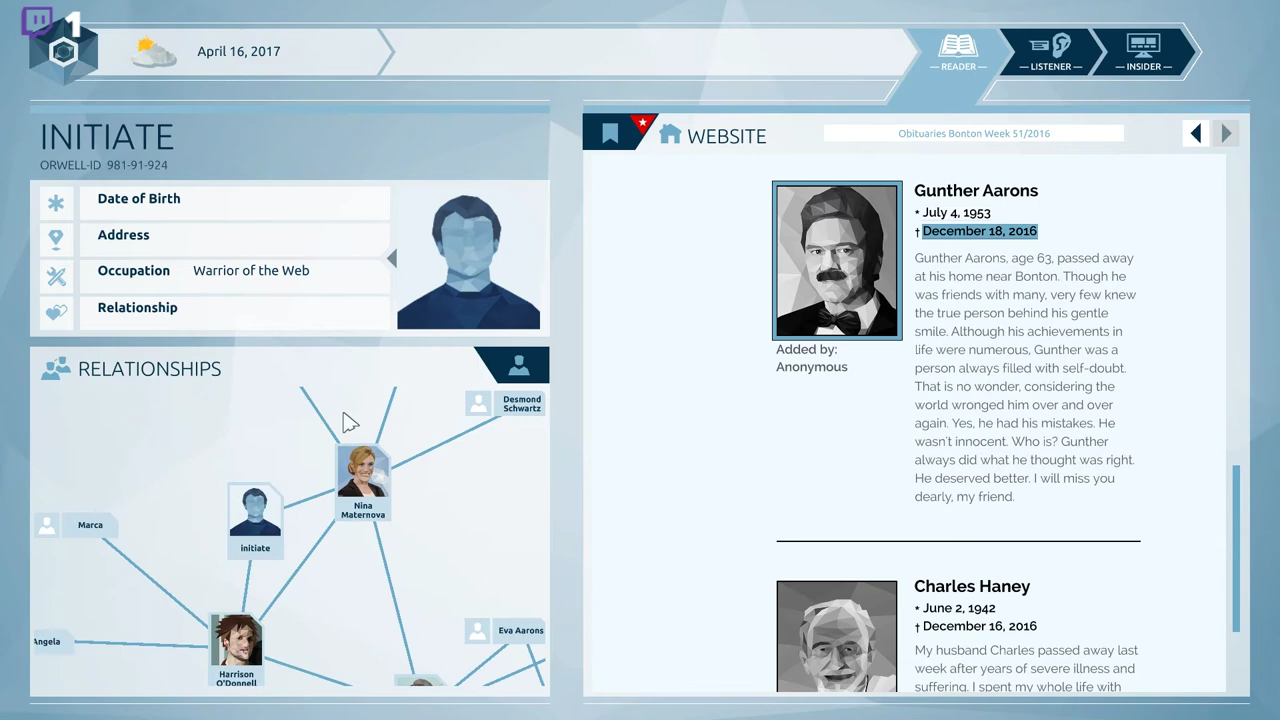 1
April 16, 2017
READER
LISTENER
INSIDER
INITIATE
ORWELL-ID 981-91-924
Date of Birth
Address
Occupation Warrior of the Web
Relationship
RELATIONSHIPS
Desmond
Schwartz
Nina
Maternova
initiate
Marca
Angela
Harrison
O'Donnell
Eva Aarons
WEBSITE
Obituaries Bonton Week 51/2016
Gunther Aarons
* July 4, 1953
† December 18, 2016
Gunther Aarons, age 63, passed away
at his home near Bonton. Though he
was friends with many, very few knew
the true person behind his gentle
smile. Although his achievements in
life were numerous, Gunther was a
person always filled with self-doubt.
That is no wonder, considering the
world wronged him over and over
again. Yes, he had his mistakes. He
wasn't innocent. Who is? Gunther
always did what he thought was right.
He deserved better. I will miss you
dearly, my friend.
Added by:
Anonymous
Charles Haney
* June 2, 1942
† December 16, 2016
My husband Charles passed away last
week after years of severe illness and
suffering. I spent my whole life with